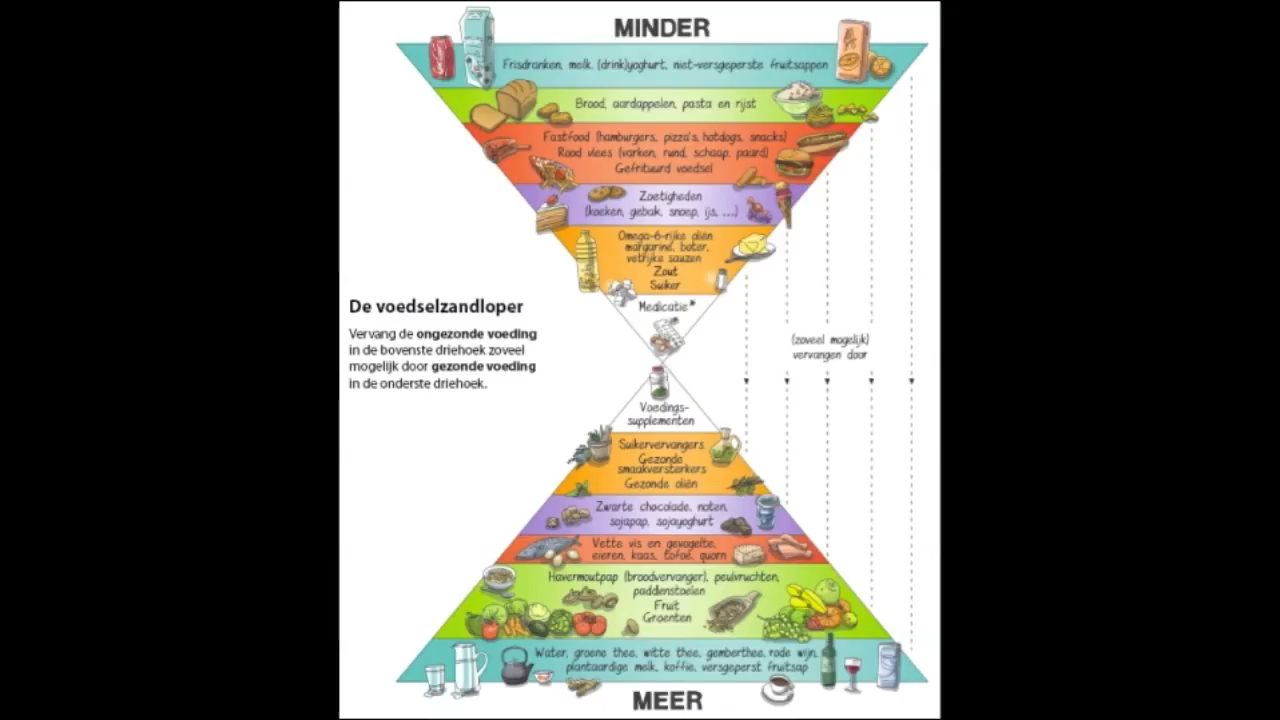 MINDER
Frisdranken, melk, (drink)yoghurt, niet-versgeperste fruitsappen
Brood, aardappelen, pasta en rijst
Fastfood (hamburgers, pizza's, hotdogs, snacks)
Rood vlees (varken, rund, schaap, paard)
Gefrituurd voedsel
Zoetigheden
(koeken, gebak, snoep, ijs, ...)
Omega-6-rijke oliën
margarine, boter,
vetrijke sauzen
Zout
Suiker
Medicatie*
De voedselzandloper
Vervang de ongezonde voeding
in de bovenste driehoek zoveel
mogelijk door gezonde voeding
in de onderste driehoek.
(zoveel mogelijk)
vervangen door
Voedings-
supplementen
Suikervervangers
Gezonde
smaakversterkers
Gezonde oliën
Zwarte chocolade, noten,
sojapap, sojayoghurt
Vette vis en gevogelte,
eieren, kaas, tofoe, quorn
Havermoutpap (broodvervanger), peulvruchten,
paddenstoelen
Fruit
Groenten
Water, groene thee, witte thee, gemberthee, rode wijn,
plantaardige melk, koffie, versgeperst fruitsap
MEER